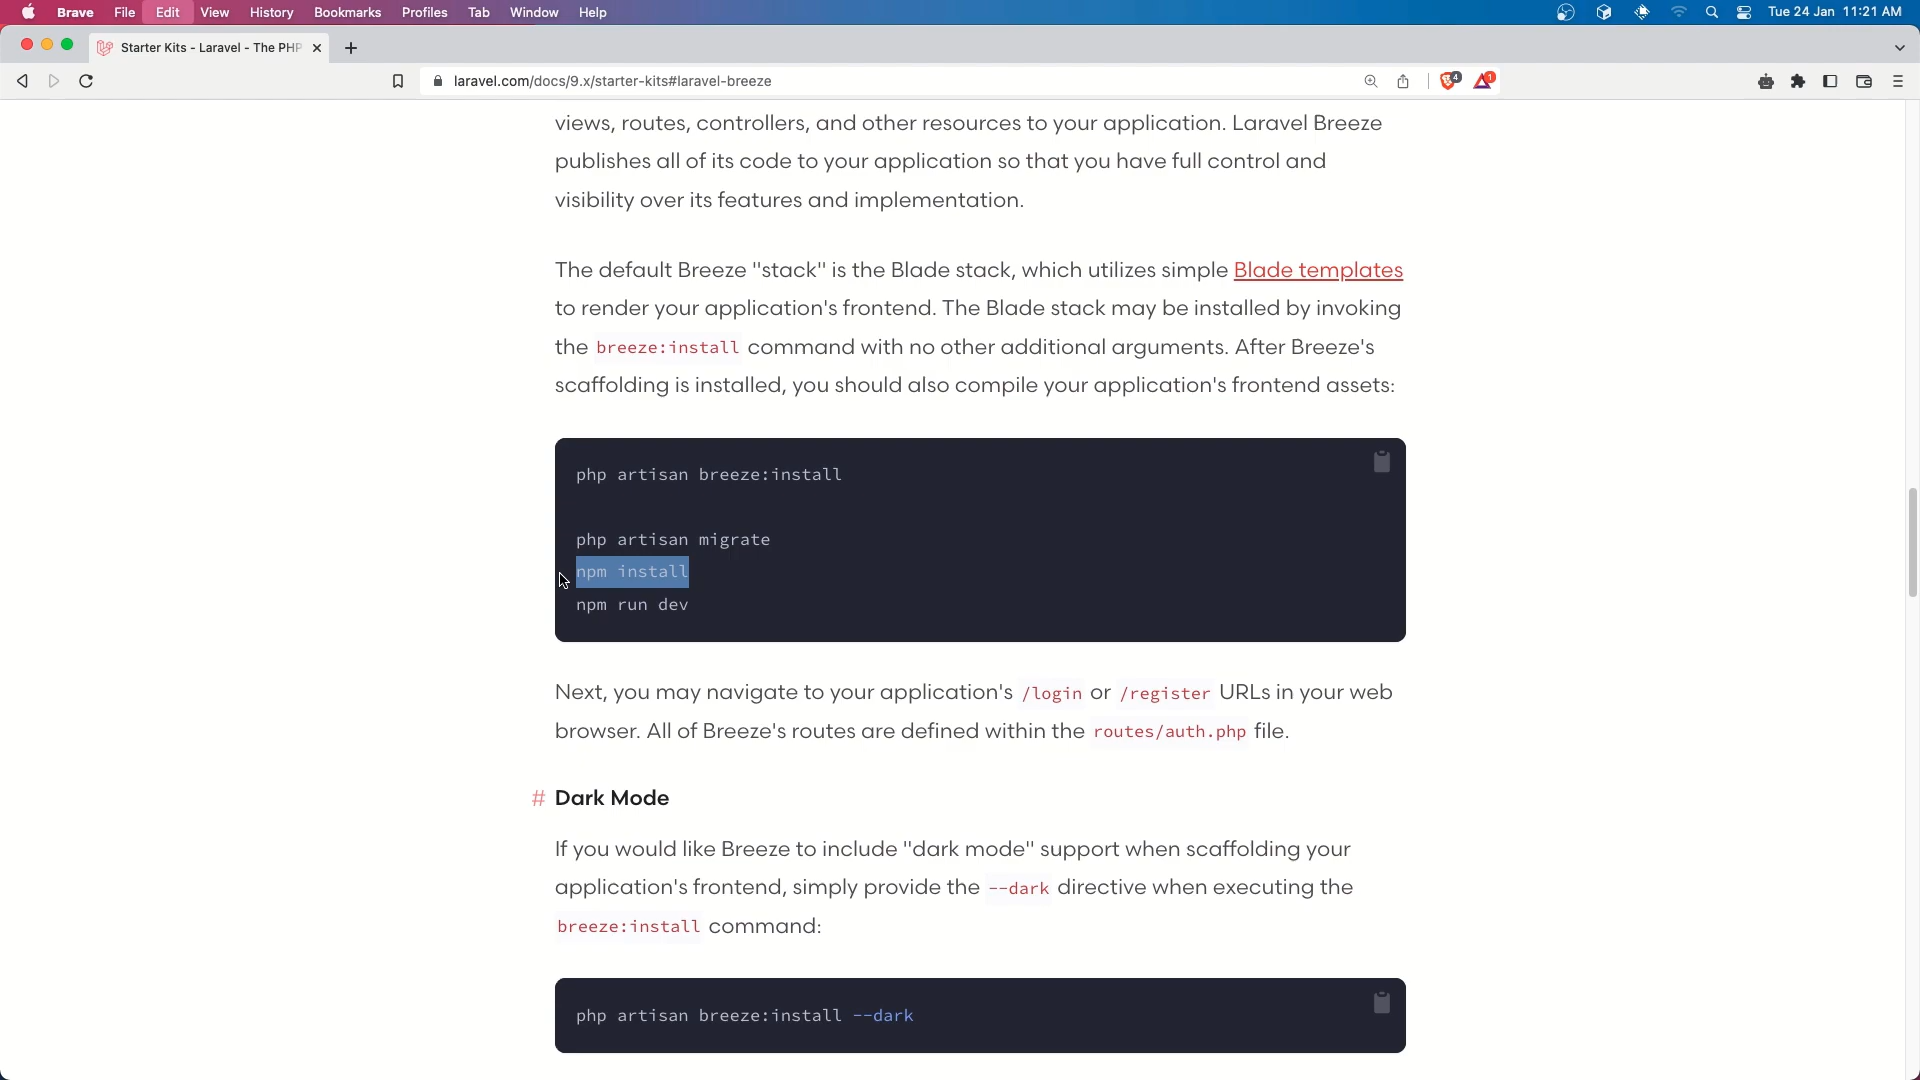 Brave File Edit View History Bookmarks Profiles Tab Window Help Tue 24 Jan 11:21 AM
Starter Kits - Laravel - The PHP
laravel.com/docs/9.x/starter-kits#laravel-breeze 4 1
views, routes, controllers, and other resources to your application. Laravel Breeze
publishes all of its code to your application so that you have full control and
visibility over its features and implementation.
The default Breeze "stack" is the Blade stack, which utilizes simple Blade templates
to render your application's frontend. The Blade stack may be installed by invoking
the breeze:install command with no other additional arguments. After Breeze's
scaffolding is installed, you should also compile your application's frontend assets:
php artisan breeze:install
php artisan migrate
npm install
npm run dev
Next, you may navigate to your application's /login or /register URLs in your web
browser. All of Breeze's routes are defined within the routes/auth.php file.
# Dark Mode
If you would like Breeze to include "dark mode" support when scaffolding your
application's frontend, simply provide the --dark directive when executing the
breeze:install command:
php artisan breeze:install --dark